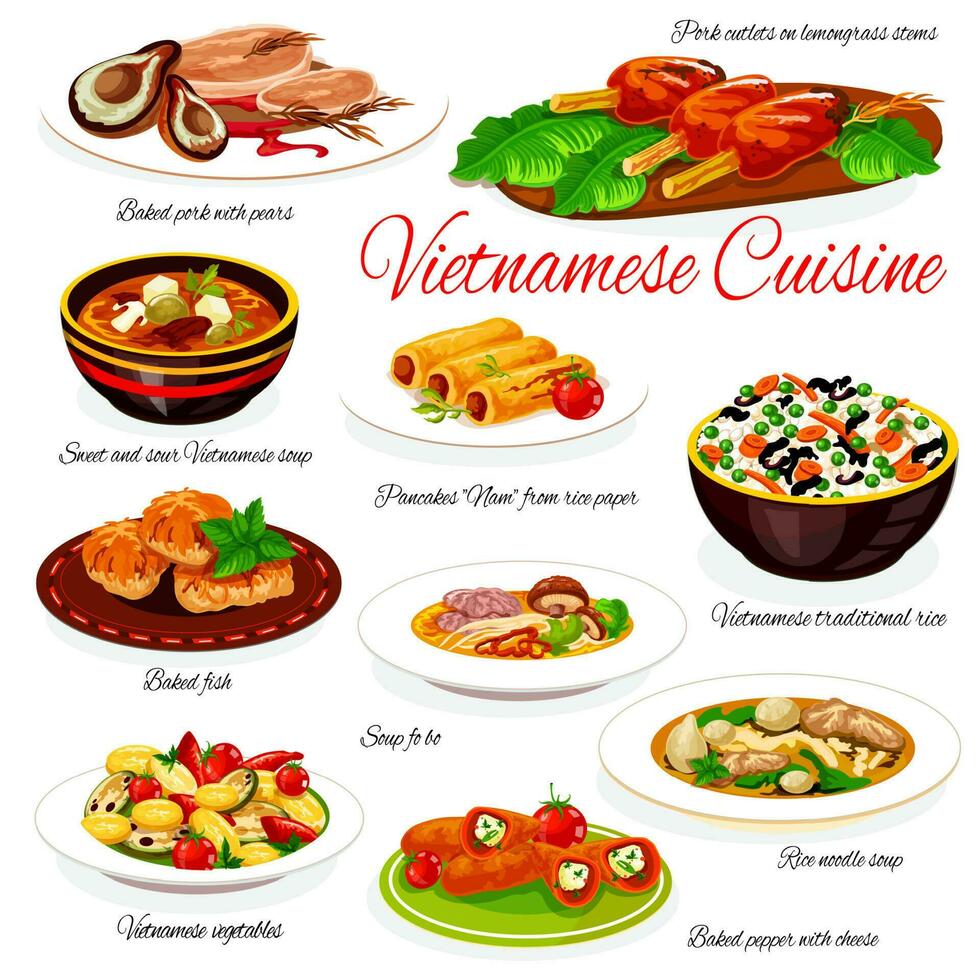 Pork cutlets on lemongrass stems
Baked pork with pears
Vietnamese Cuisine
Sweet and sour Vietnamese soup
Pancakes "Nam" from rice paper
Vietnamese traditional rice
Baked fish
Soup fo bo
Rice noodle soup
Vietnamese vegetables
Baked pepper with cheese